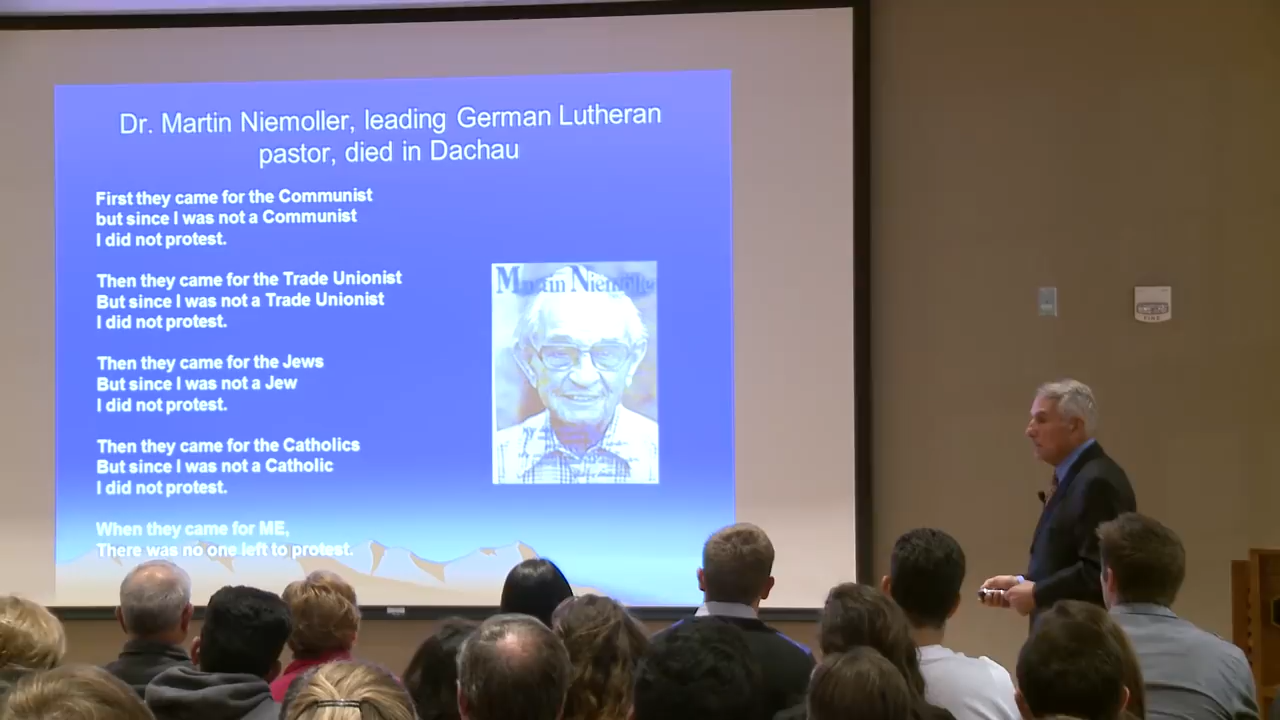 Dr. Martin Niemoller, leading German Lutheran
pastor, died in Dachau
First they came for the Communist
but since I was not a Communist
I did not protest.
Then they came for the Trade Unionist
But since I was not a Trade Unionist
I did not protest.
Then they came for the Jews
But since I was not a Jew
I did not protest.
Then they came for the Catholics
But since I was not a Catholic
I did not protest.
When they came for ME,
There was no one left to protest.
Martin
FIRE